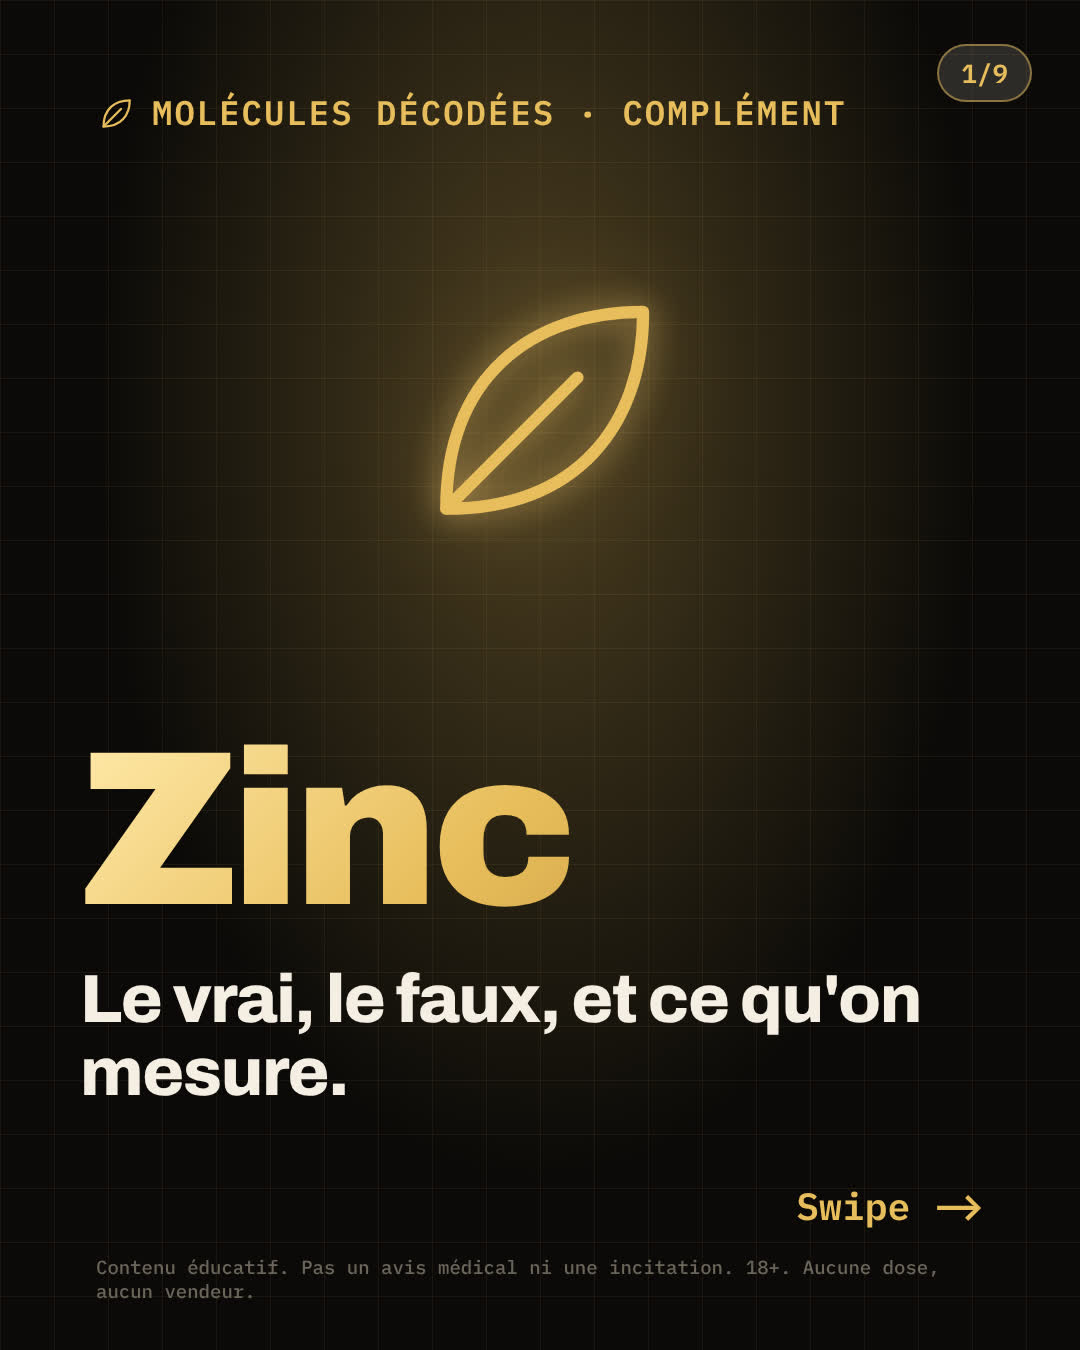 1/9
MOLÉCULES DÉCODÉES · COMPLÉMENT
Zinc
Le vrai, le faux, et ce qu'on
mesure.
Swipe →
Contenu éducatif. Pas un avis médical ni une incitation. 18+. Aucune dose,
aucun vendeur.